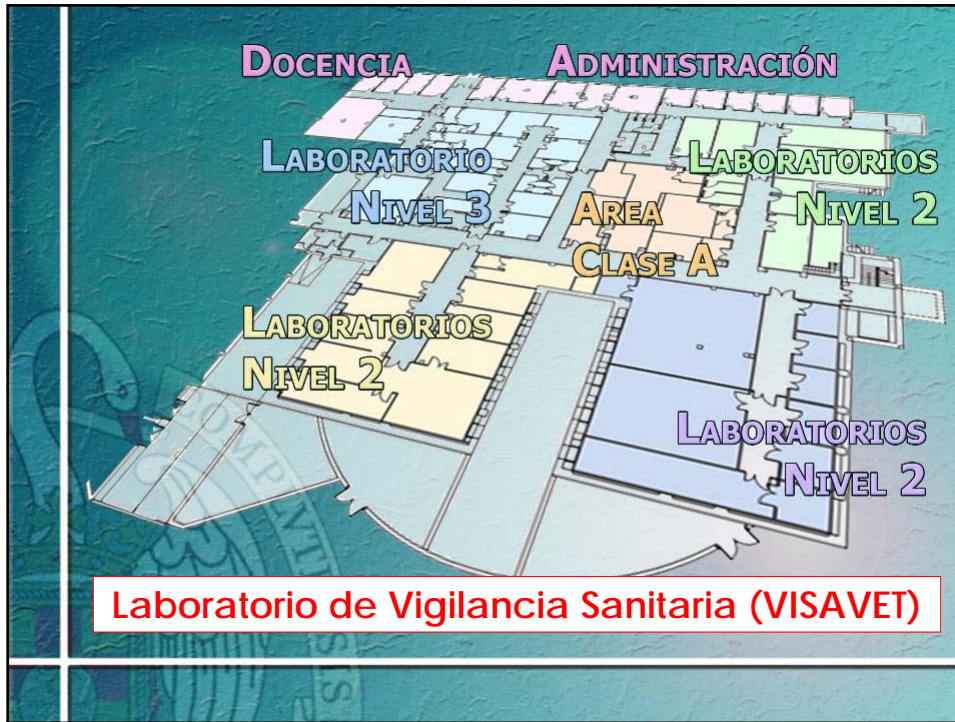 DOCENCIA ADMINISTRACIÓN
LABORATORIO
NIVEL 3
LABORATORIOS
NIVEL 2
AREA
CLASE A
LABORATORIOS
NIVEL 2
LABORATORIOS
NIVEL 2
Laboratorio de Vigilancia Sanitaria (VISAVET)